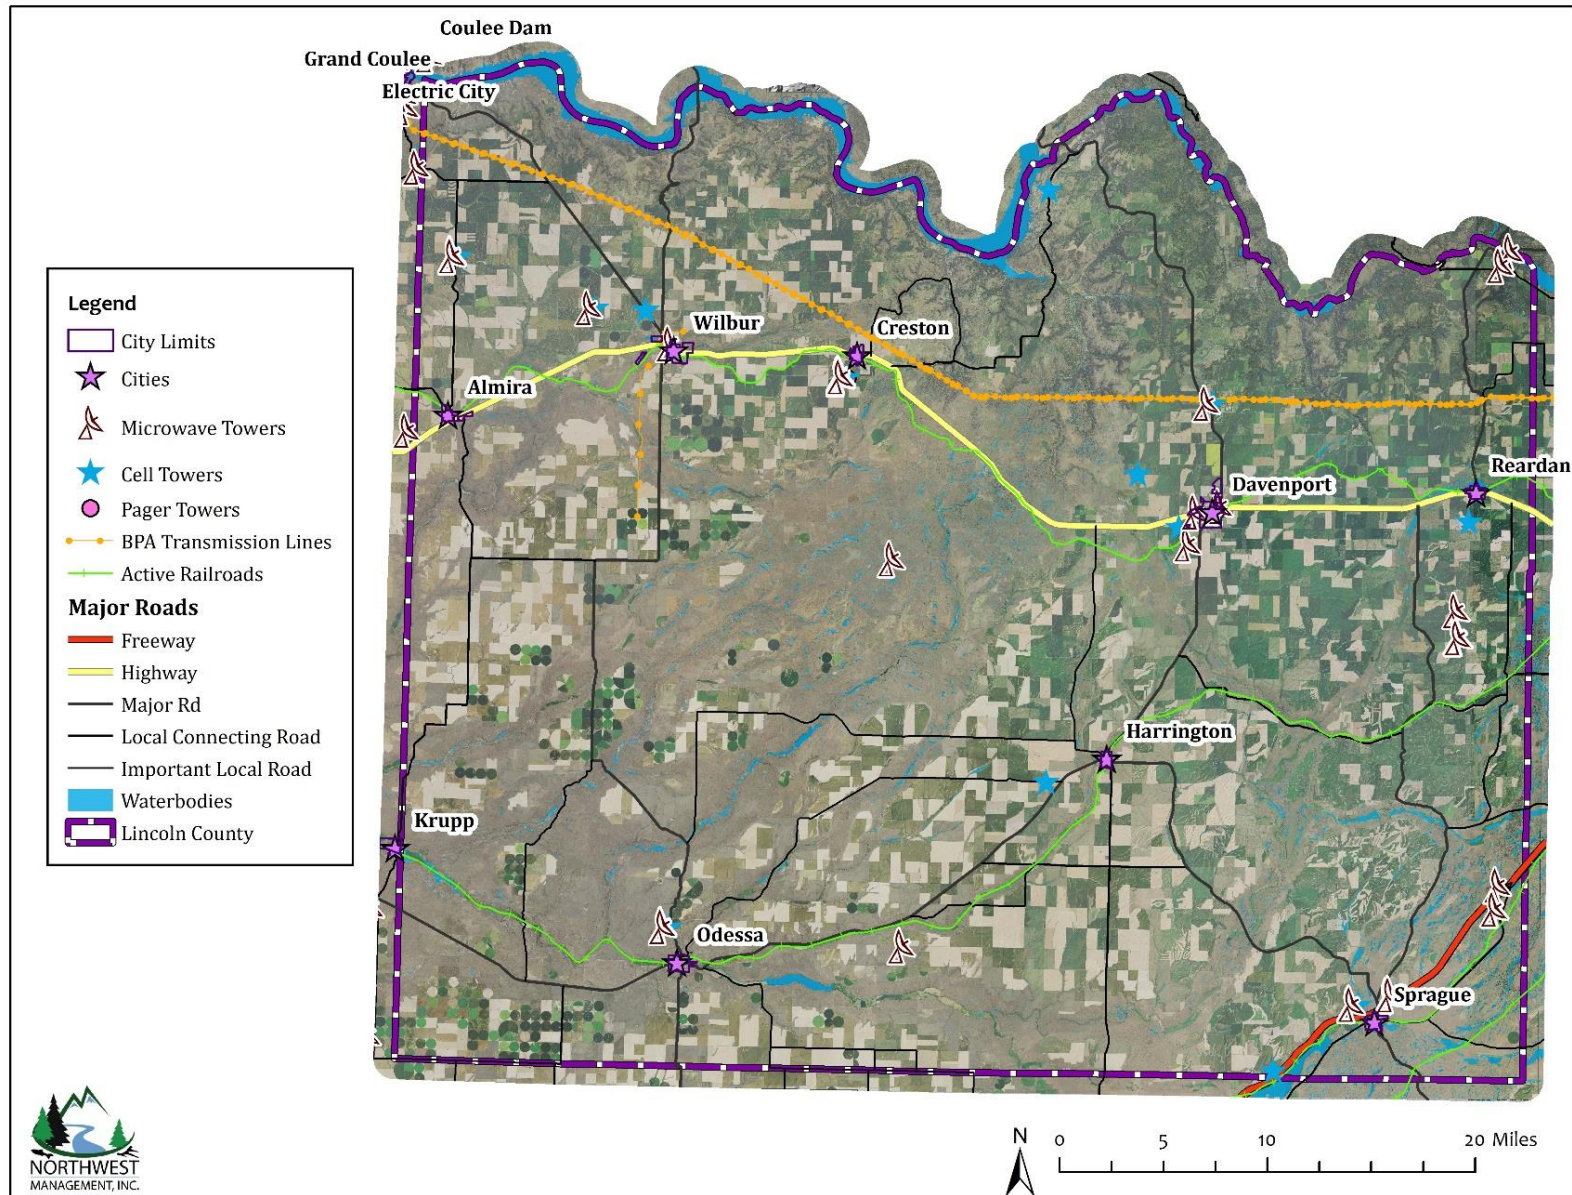 Coulee Dam
Grand Coulee
Electric City
Wilbur
Creston
Almira
Reardan
Davenport
Harrington
Krupp
Odessa
Sprague
Legend
City Limits
Cities
Microwave Towers
Cell Towers
Pager Towers
BPA Transmission Lines
Active Railroads
Major Roads
Freeway
Highway
Major Rd
Local Connecting Road
Important Local Road
Waterbodies
Lincoln County
NORTHWEST
MANAGEMENT, INC.
N
0 5 10 20 Miles